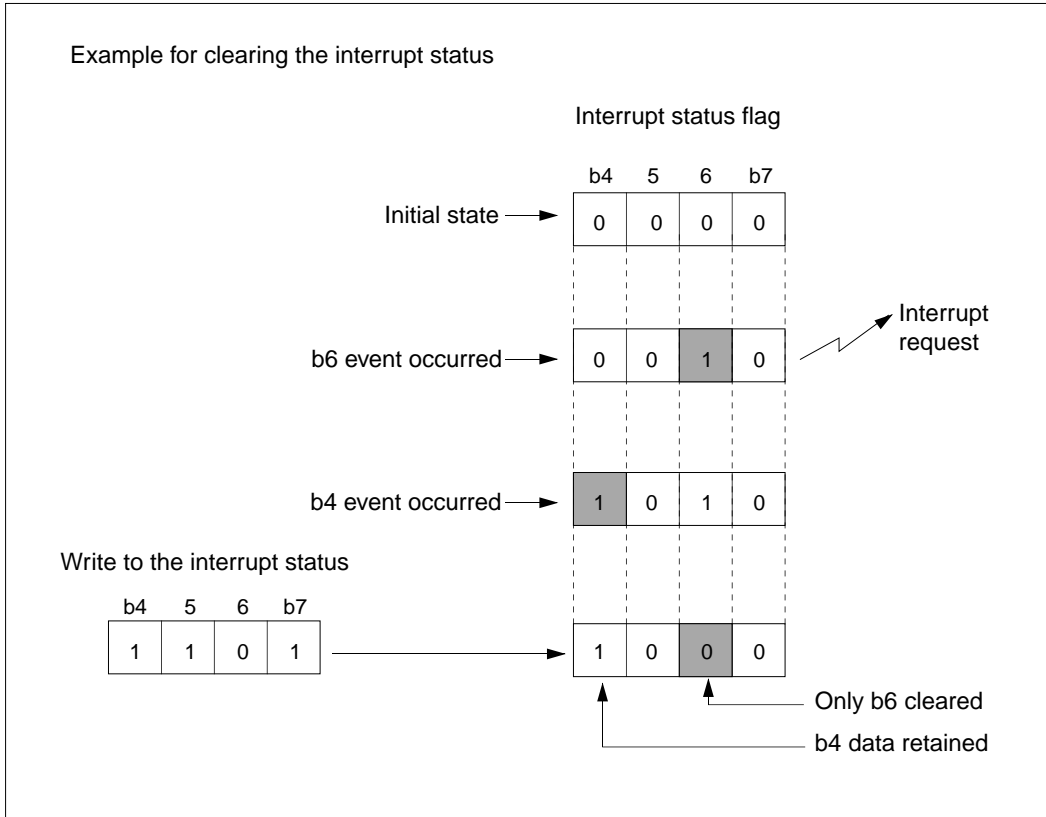 Example for clearing the interrupt status
Interrupt status flag
b4 5 6 b7
Initial state
0 0 0 0
b6 event occurred
0 0 1 0
Interrupt
request
b4 event occurred
1 0 1 0
Write to the interrupt status
b4 5 6 b7
1 1 0 1
1 0 0 0
Only b6 cleared
b4 data retained